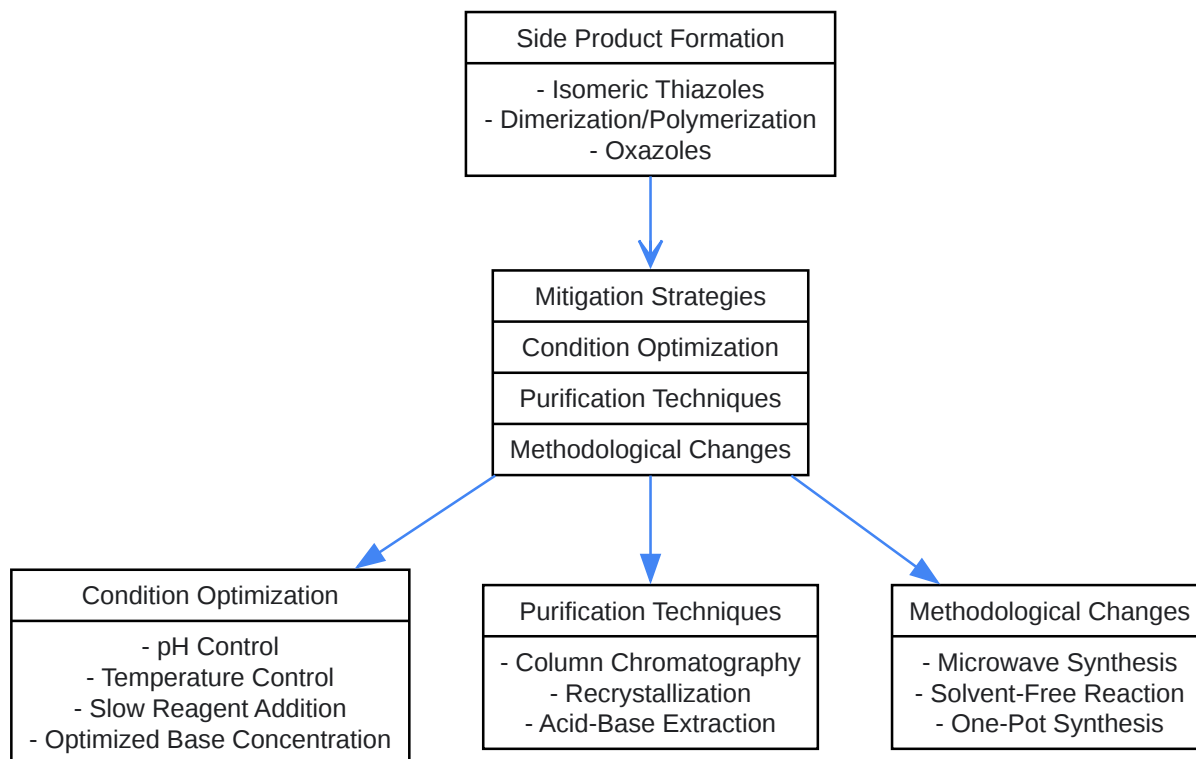 Side Product Formation
- Isomeric Thiazoles
- Dimerization/Polymerization
- Oxazoles
Mitigation Strategies
Condition Optimization
Purification Techniques
Methodological Changes
Condition Optimization
- pH Control
- Temperature Control
- Slow Reagent Addition
- Optimized Base Concentration
Purification Techniques
- Column Chromatography
- Recrystallization
- Acid-Base Extraction
Methodological Changes
- Microwave Synthesis
- Solvent-Free Reaction
- One-Pot Synthesis